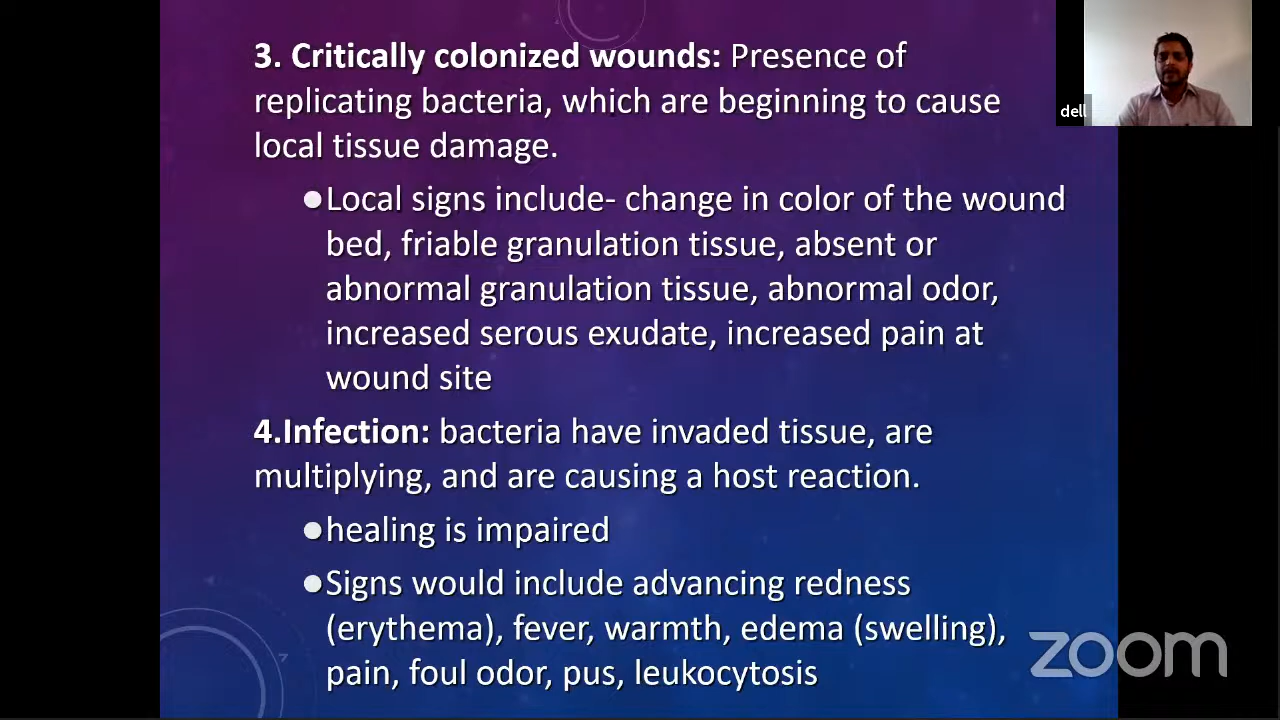 3. Critically colonized wounds: Presence of
replicating bacteria, which are beginning to cause
local tissue damage.
●Local signs include- change in color of the wound
bed, friable granulation tissue, absent or
abnormal granulation tissue, abnormal odor,
increased serous exudate, increased pain at
wound site
4.Infection: bacteria have invaded tissue, are
multiplying, and are causing a host reaction.
●healing is impaired
●Signs would include advancing redness
(erythema), fever, warmth, edema (swelling),
pain, foul odor, pus, leukocytosis
dell
zoom